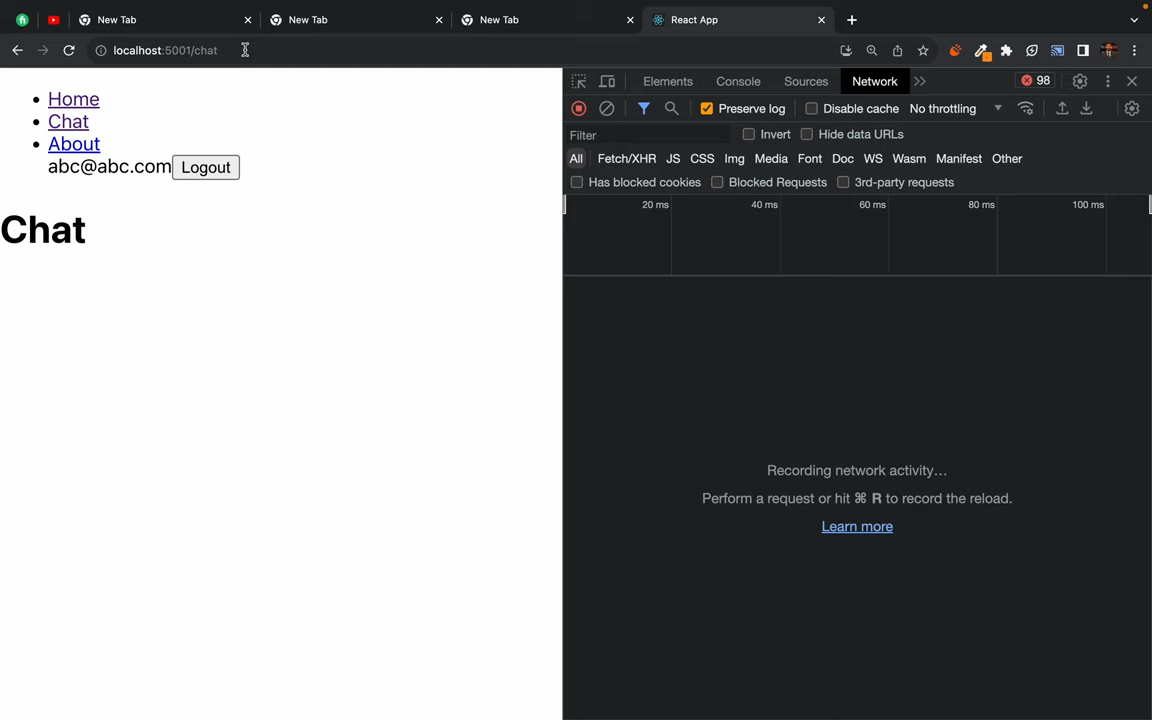 New Tab New Tab New Tab React App
localhost:5001/chat
Home
Chat
About
abc@abc.com Logout
Chat
Elements Console Sources Network 98
Preserve log Disable cache No throttling
Filter Invert Hide data URLs
All Fetch/XHR JS CSS Img Media Font Doc WS Wasm Manifest Other
Has blocked cookies Blocked Requests 3rd-party requests
20 ms 40 ms 60 ms 80 ms 100 ms
Recording network activity…
Perform a request or hit ⌘ R to record the reload.
Learn more